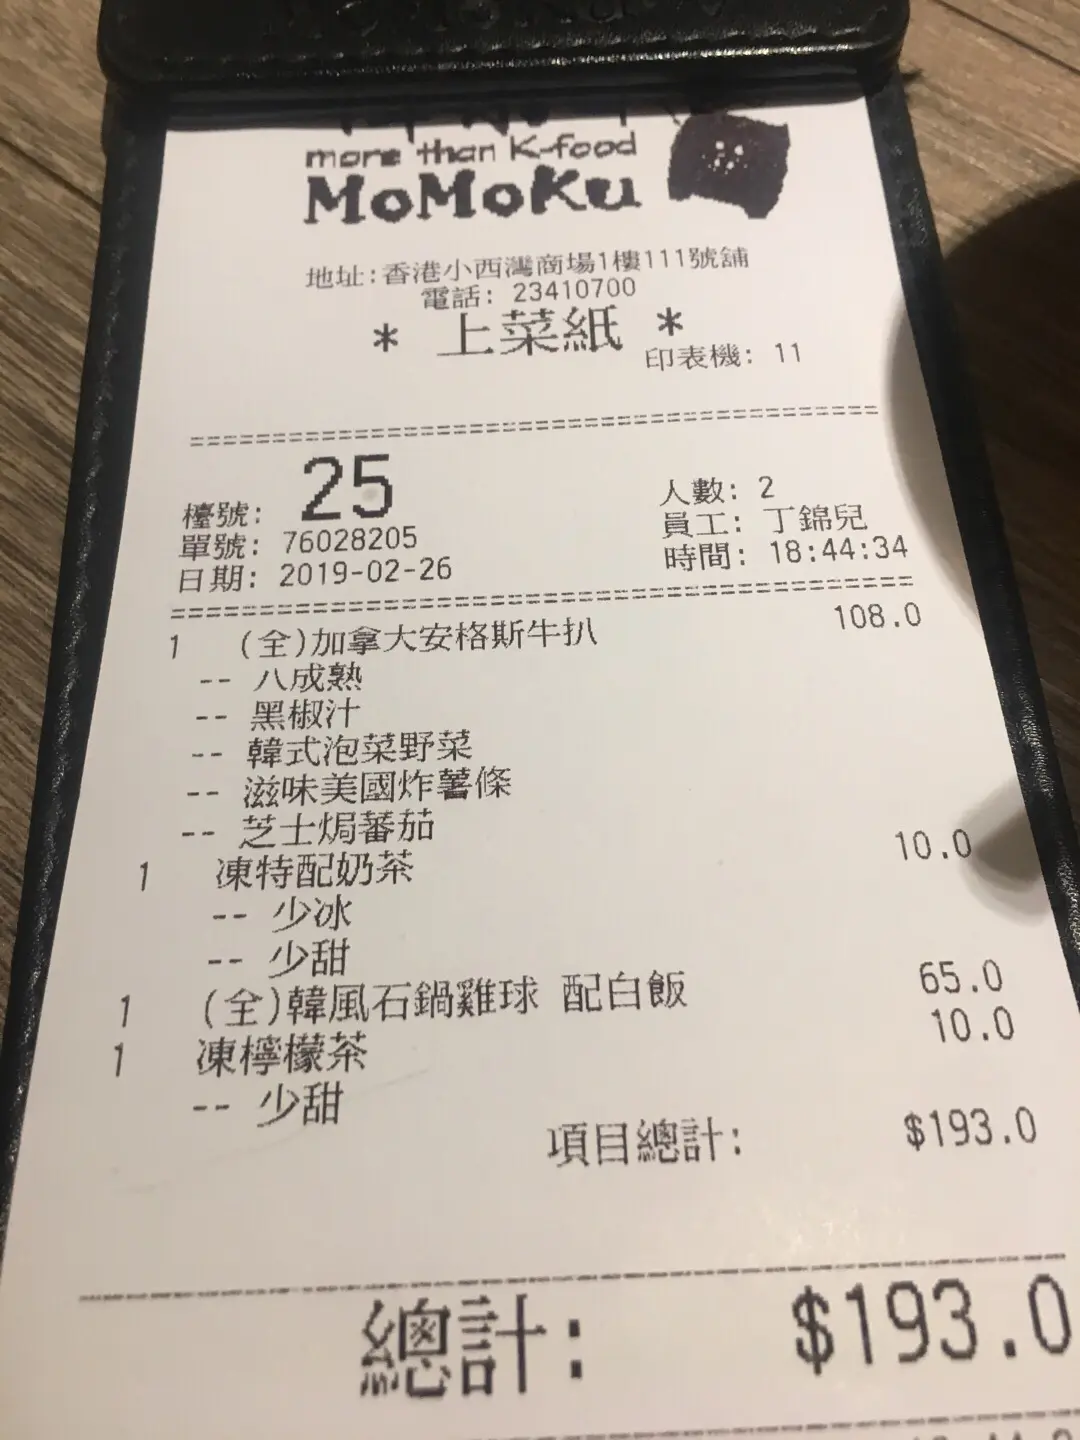 more than K-food
MoMoKu
地址:香港小西灣商場1樓111號舖
電話: 23410700
* 上菜紙 *
印表機: 11
檯號: 25
人數: 2
單號: 76028205
員工: 丁錦兒
日期: 2019-02-26
時間: 18:44:34
1 (全)加拿大安格斯牛扒 108.0
-- 八成熟
-- 黑椒汁
-- 韓式泡菜野菜
-- 滋味美國炸薯條
-- 芝士焗蕃茄
1 凍特配奶茶 10.0
-- 少冰
-- 少甜
1 (全)韓風石鍋雞球 配白飯 65.0
1 凍檸檬茶 10.0
-- 少甜
項目總計: $193.0
總計: $193.0